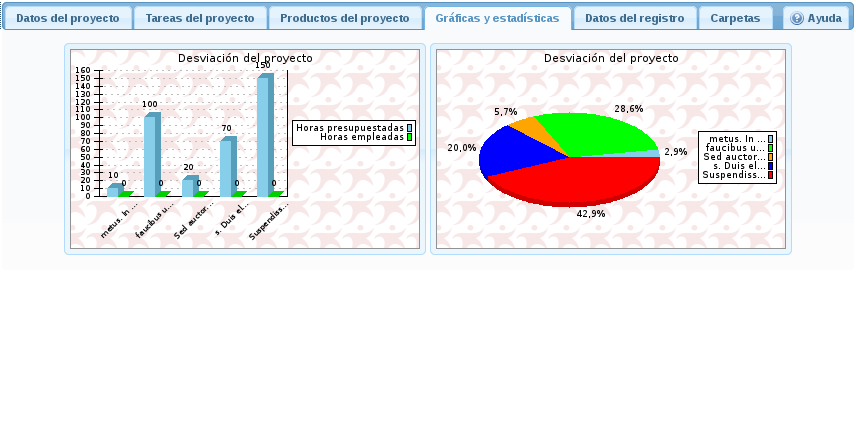 Datos del proyecto
Tareas del proyecto
Productos del proyecto
Gráficas y estadísticas
Datos del registro
Carpetas
Ayuda
Desviación del proyecto
160
150
140
130
120
110
100
90
80
70
60
50
40
30
20
10
0
10
0
100
0
20
0
70
0
150
0
metus. In ...
faucibus u...
Sed auctor...
s. Duis el...
Suspendiss...
Horas presupuestadas
Horas empleadas
Desviación del proyecto
5,7%
28,6%
20,0%
2,9%
42,9%
metus. In ...
faucibus u...
Sed auctor...
s. Duis el...
Suspendiss...